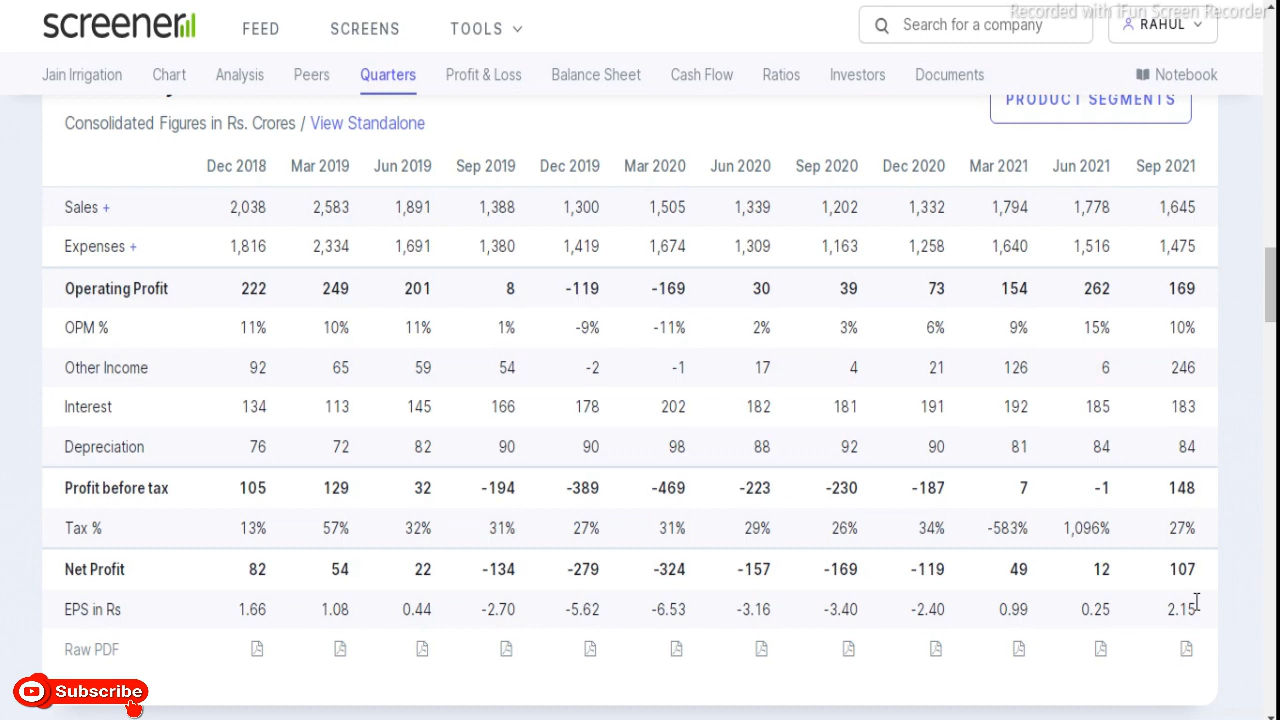 Recorded with iFun Screen Recorder
screener FEED SCREENS TOOLS Search for a company RAHUL
Jain Irrigation Chart Analysis Peers Quarters Profit & Loss Balance Sheet Cash Flow Ratios Investors Documents Notebook
PRODUCT SEGMENTS
Consolidated Figures in Rs. Crores / View Standalone
Dec 2018 Mar 2019 Jun 2019 Sep 2019 Dec 2019 Mar 2020 Jun 2020 Sep 2020 Dec 2020 Mar 2021 Jun 2021 Sep 2021
Sales + 2,038 2,583 1,891 1,388 1,300 1,505 1,339 1,202 1,332 1,794 1,778 1,645
Expenses + 1,816 2,334 1,691 1,380 1,419 1,674 1,309 1,163 1,258 1,640 1,516 1,475
Operating Profit 222 249 201 8 -119 -169 30 39 73 154 262 169
OPM % 11% 10% 11% 1% -9% -11% 2% 3% 6% 9% 15% 10%
Other Income 92 65 59 54 -2 -1 17 4 21 126 6 246
Interest 134 113 145 166 178 202 182 181 191 192 185 183
Depreciation 76 72 82 90 90 98 88 92 90 81 84 84
Profit before tax 105 129 32 -194 -389 -469 -223 -230 -187 7 -1 148
Tax % 13% 57% 32% 31% 27% 31% 29% 26% 34% -583% 1,096% 27%
Net Profit 82 54 22 -134 -279 -324 -157 -169 -119 49 12 107
EPS in Rs 1.66 1.08 0.44 -2.70 -5.62 -6.53 -3.16 -3.40 -2.40 0.99 0.25 2.15
Raw PDF
Subscribe